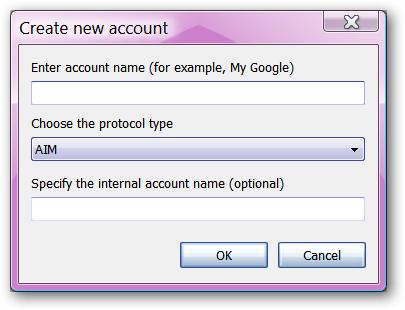 Create new account
Enter account name (for example, My Google)
Choose the protocol type
AIM
Specify the internal account name (optional)
OK
Cancel